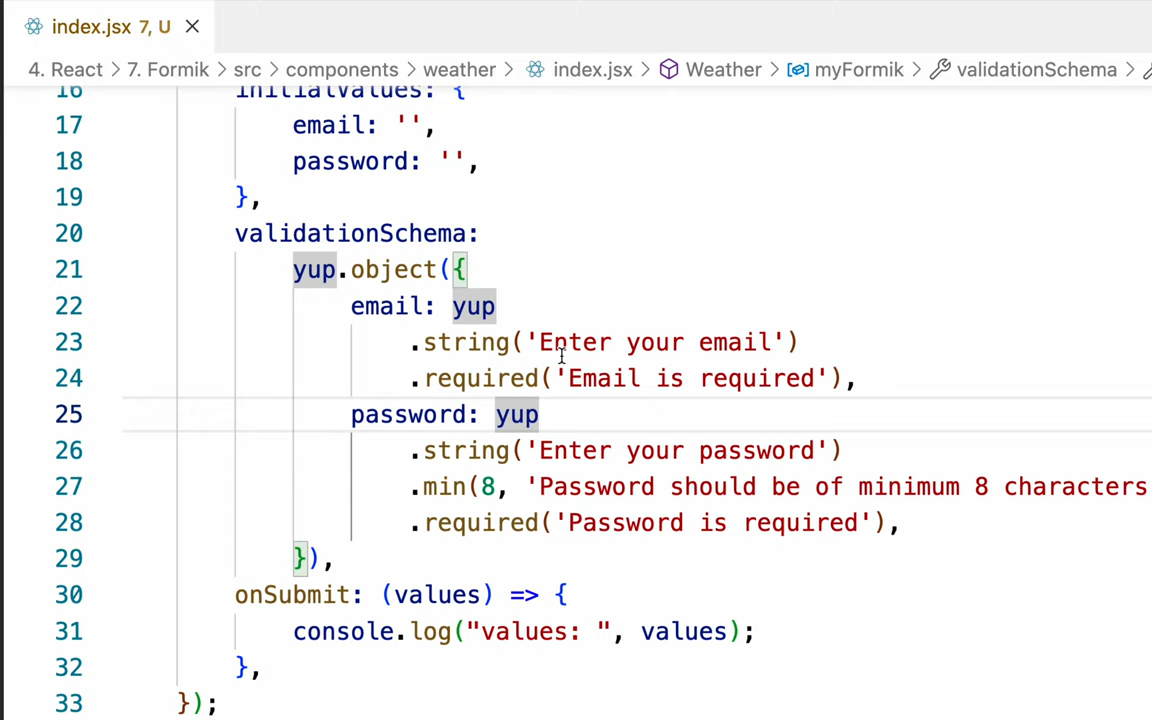 index.jsx 7, U
4. React > 7. Formik > src > components > weather > index.jsx > Weather > myFormik > validationSchema >
16 initialValues: {
17 email: '',
18 password: '',
19 },
20 validationSchema:
21 yup.object({
22 email: yup
23 .string('Enter your email')
24 .required('Email is required'),
25 password: yup
26 .string('Enter your password')
27 .min(8, 'Password should be of minimum 8 characters
28 .required('Password is required'),
29 }),
30 onSubmit: (values) => {
31 console.log("values: ", values);
32 },
33 });